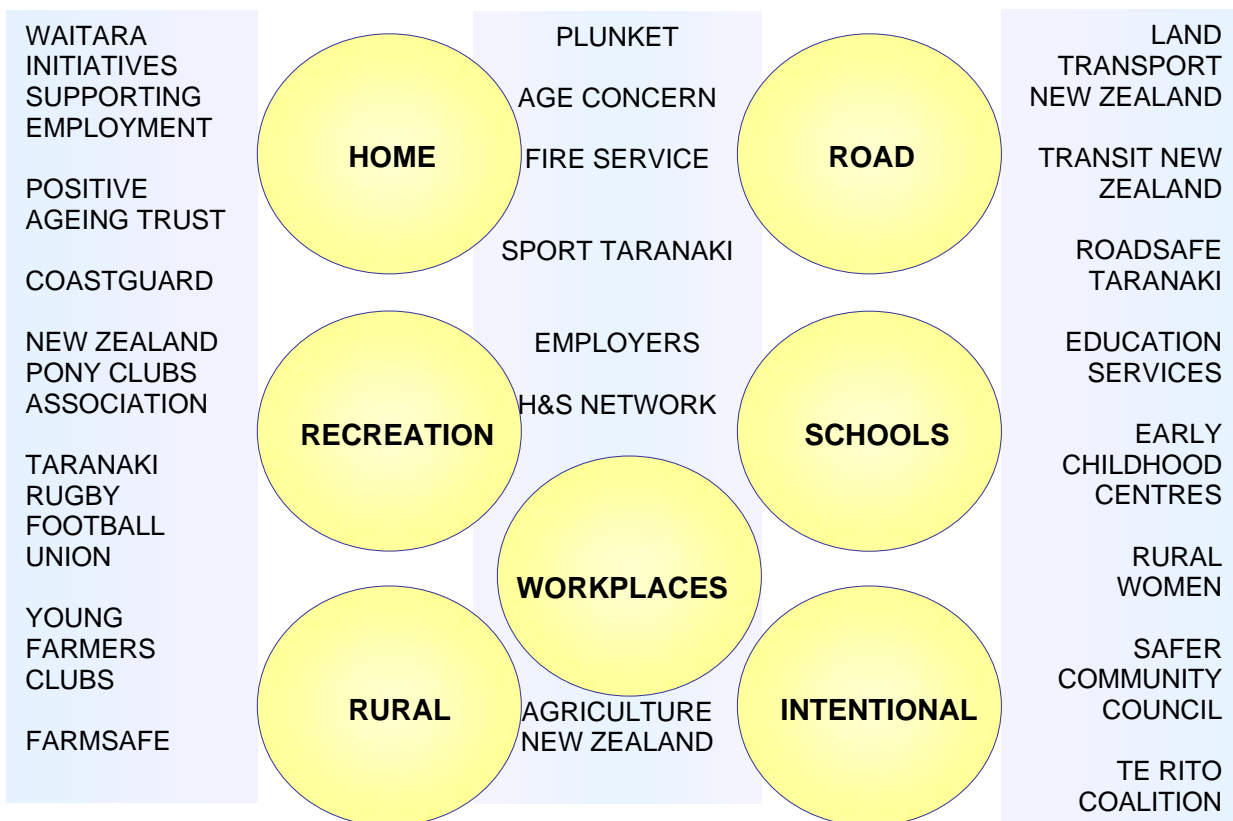 WAITARA
INITIATIVES
SUPPORTING
EMPLOYMENT
POSITIVE
AGEING TRUST
COASTGUARD
NEW ZEALAND
PONY CLUBS
ASSOCIATION
TARANAKI
RUGBY
FOOTBALL
UNION
YOUNG
FARMERS
CLUBS
FARMSAFE
HOME
RECREATION
RURAL
PLUNKET
AGE CONCERN
FIRE SERVICE
SPORT TARANAKI
EMPLOYERS
H&S NETWORK
WORKPLACES
AGRICULTURE
NEW ZEALAND
ROAD
SCHOOLS
INTENTIONAL
LAND
TRANSPORT
NEW ZEALAND
TRANSIT NEW
ZEALAND
ROADSAFE
TARANAKI
EDUCATION
SERVICES
EARLY
CHILDHOOD
CENTRES
RURAL
WOMEN
SAFER
COMMUNITY
COUNCIL
TE RITO
COALITION